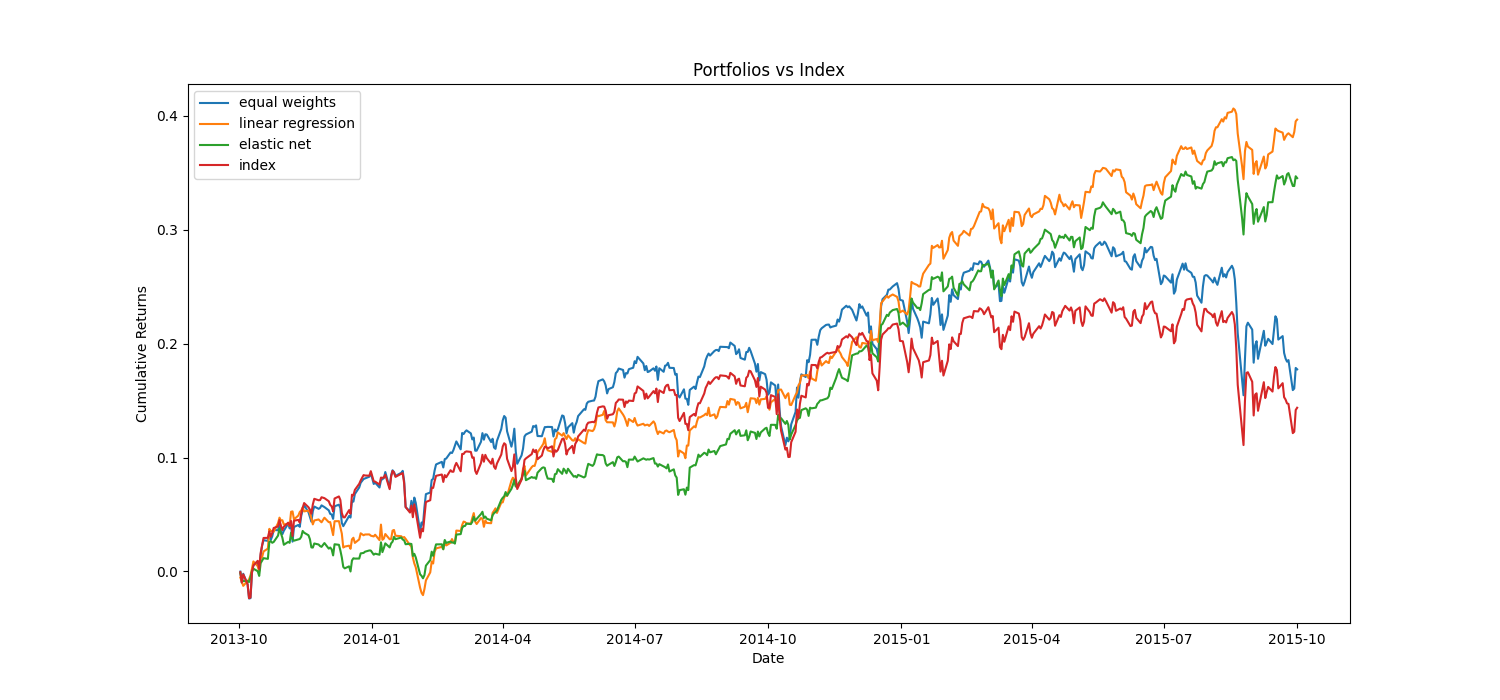 Portfolios vs Index
equal weights
linear regression
elastic net
index
Cumulative Returns
0.4
0.3
0.2
0.1
0.0
2013-10 2014-01 2014-04 2014-07 2014-10 2015-01 2015-04 2015-07 2015-10
Date